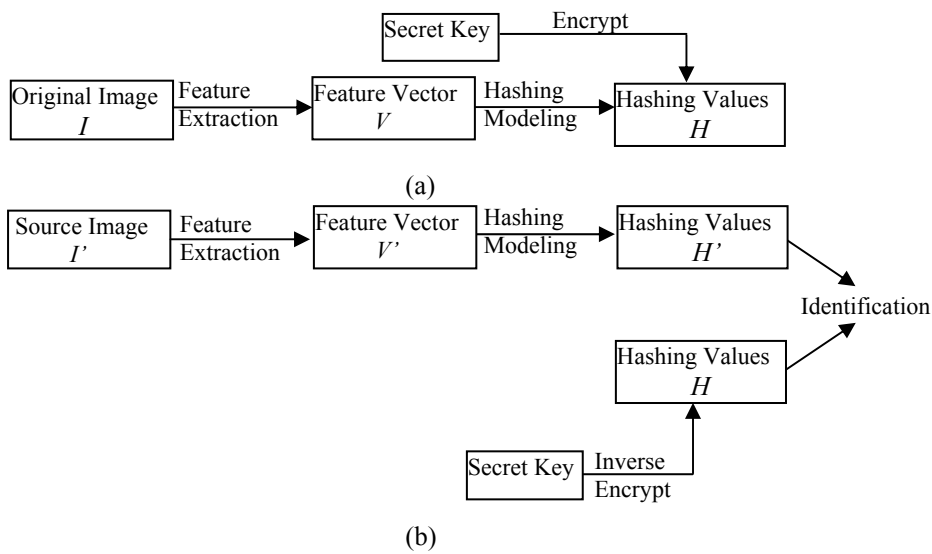 Secret Key
Encrypt
Original Image
I
Feature
Extraction
Feature Vector
V
Hashing
Modeling
Hashing Values
H
(a)
Source Image
I’
Feature
Extraction
Feature Vector
V’
Hashing
Modeling
Hashing Values
H’
Identification
Hashing Values
H
Secret Key
Inverse
Encrypt
(b)